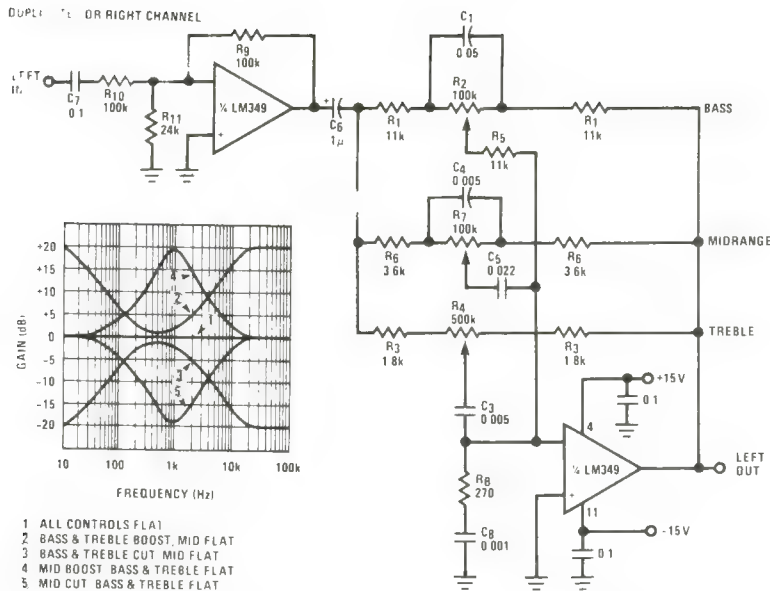 OR RIGHT CHANNEL
LEFT
IN
C7
0 1
R10
100k
R11
24k
R9
100k
¼ LM349
+
+
C6
1μ
R1
11k
C1
0 05
R2
100k
R1
11k
BASS
R5
11k
C4
0 005
R7
100k
R6
3.6k
C5
0 022
R6
3 6k
MIDRANGE
R4
500k
R3
1 8k
R3
1 8k
TREBLE
C3
0 005
R8
270
C8
0 001
¼ LM349
+
4
11
+15V
0 1
-15V
0 1
LEFT
OUT
GAIN (dB)
+20
+15
+10
+5
0
-5
-10
-15
-20
4
2
1
3
5
10 100 1k 10k 100k
FREQUENCY (Hz)
1 ALL CONTROLS FLAT
2 BASS & TREBLE BOOST, MID FLAT
3 BASS & TREBLE CUT MID FLAT
4 MID BOOST BASS & TREBLE FLAT
5 MID CUT BASS & TREBLE FLAT